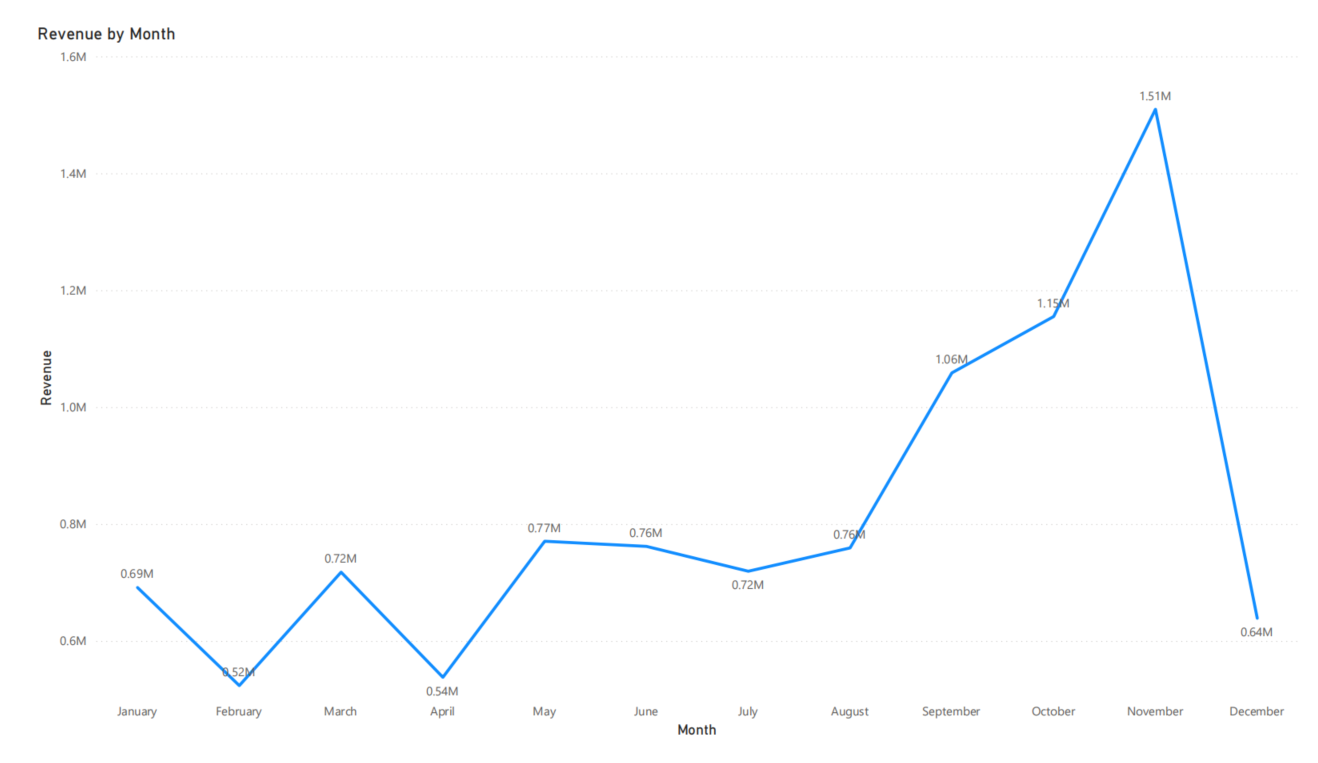 Revenue by Month
1.6M
1.4M
1.2M
1.0M
0.8M
0.6M
Revenue
0.69M
0.52M
0.72M
0.54M
0.77M
0.76M
0.72M
0.76M
1.06M
1.15M
1.51M
0.64M
January February March April May June July August September October November December
Month